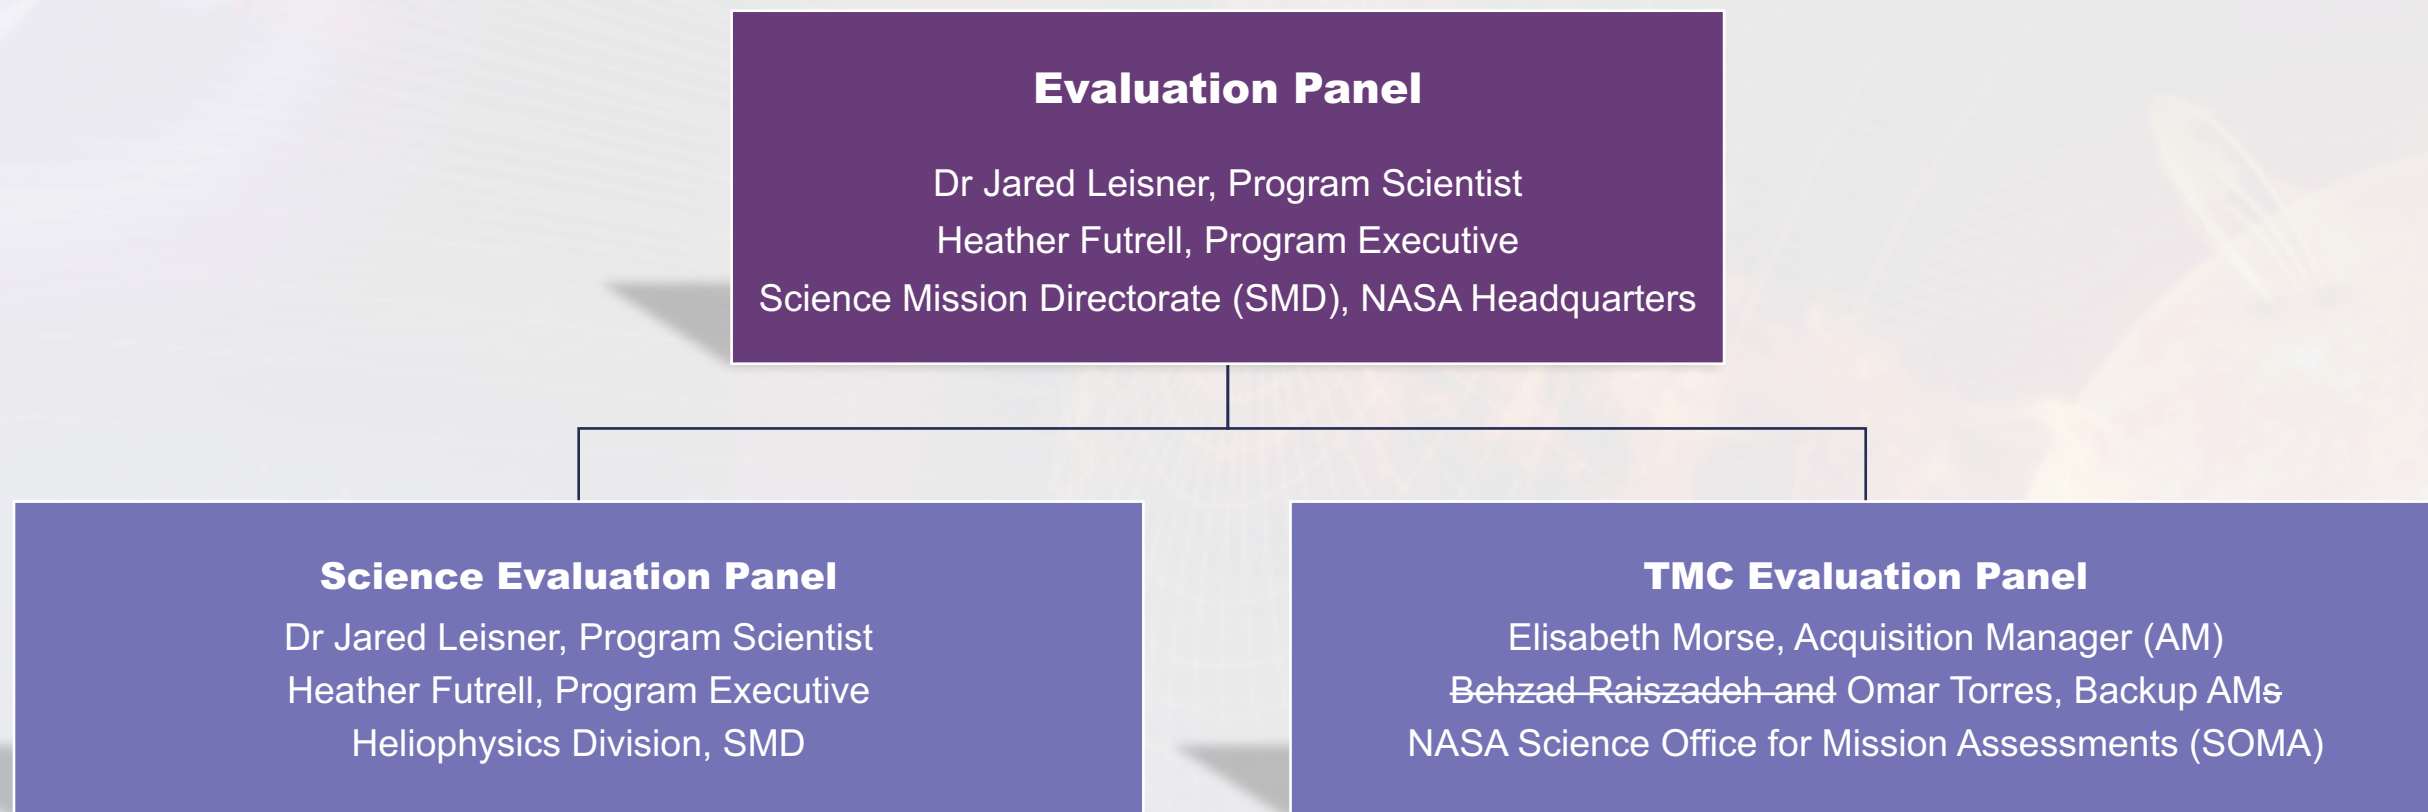 Evaluation Panel
Dr Jared Leisner, Program Scientist
Heather Futrell, Program Executive
Science Mission Directorate (SMD), NASA Headquarters
Science Evaluation Panel
Dr Jared Leisner, Program Scientist
Heather Futrell, Program Executive
Heliophysics Division, SMD
TMC Evaluation Panel
Elisabeth Morse, Acquisition Manager (AM)
Behzad Raiszadeh and Omar Torres, Backup AMs
NASA Science Office for Mission Assessments (SOMA)